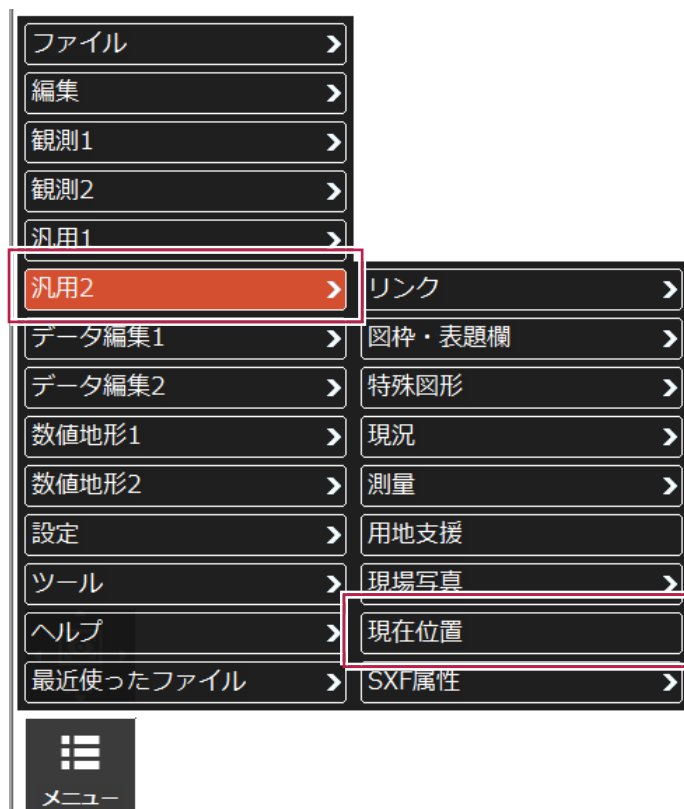 ファイル
編集
観測1
観測2
汎用1
汎用2
データ編集1
データ編集2
数値地形1
数値地形2
設定
ツール
ヘルプ
最近使ったファイル
リンク
図枠・表題欄
特殊図形
現況
測量
用地支援
現場写真
現在位置
SXF属性
メニュー